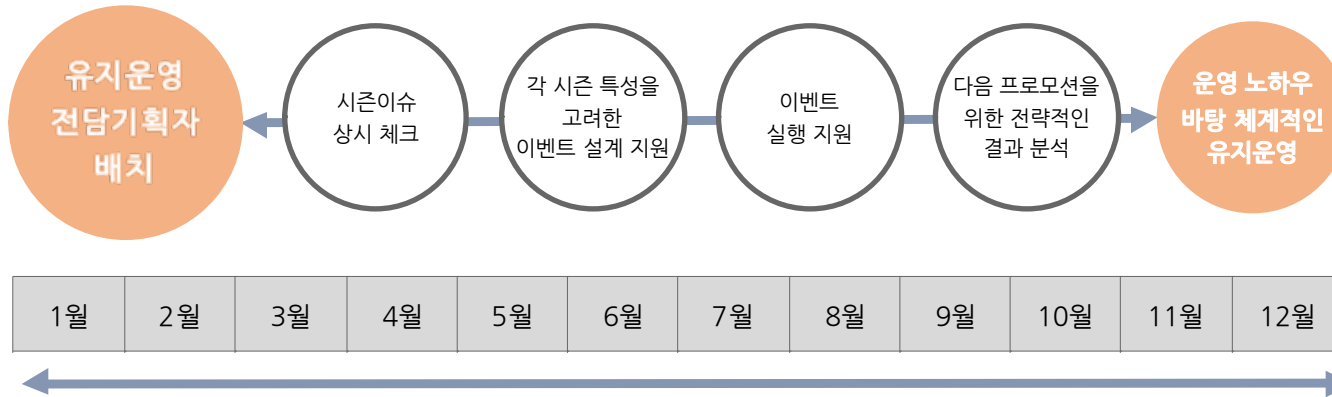 유지운영
전담기획자
배치
시즌이슈
상시 체크
각 시즌 특성을
고려한
이벤트 설계 지원
이벤트
실행 지원
다음 프로모션을
위한 전략적인
결과 분석
운영 노하우
바탕 체계적인
유지운영
1월 2월 3월 4월 5월 6월 7월 8월 9월 10월 11월 12월